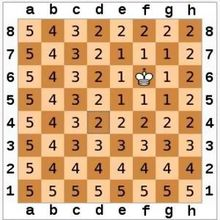 a b c d e f g h
8 5 4 3 2 2 2 2 2 8
7 5 4 3 2 1 1 1 2 7
6 5 4 3 2 1 1 2 6
5 5 4 3 2 1 1 1 2 5
4 5 4 3 2 2 2 2 2 4
3 5 4 3 3 3 3 3 3 3
2 5 4 4 4 4 4 4 4 2
1 5 5 5 5 5 5 5 5 1
a b c d e f g h